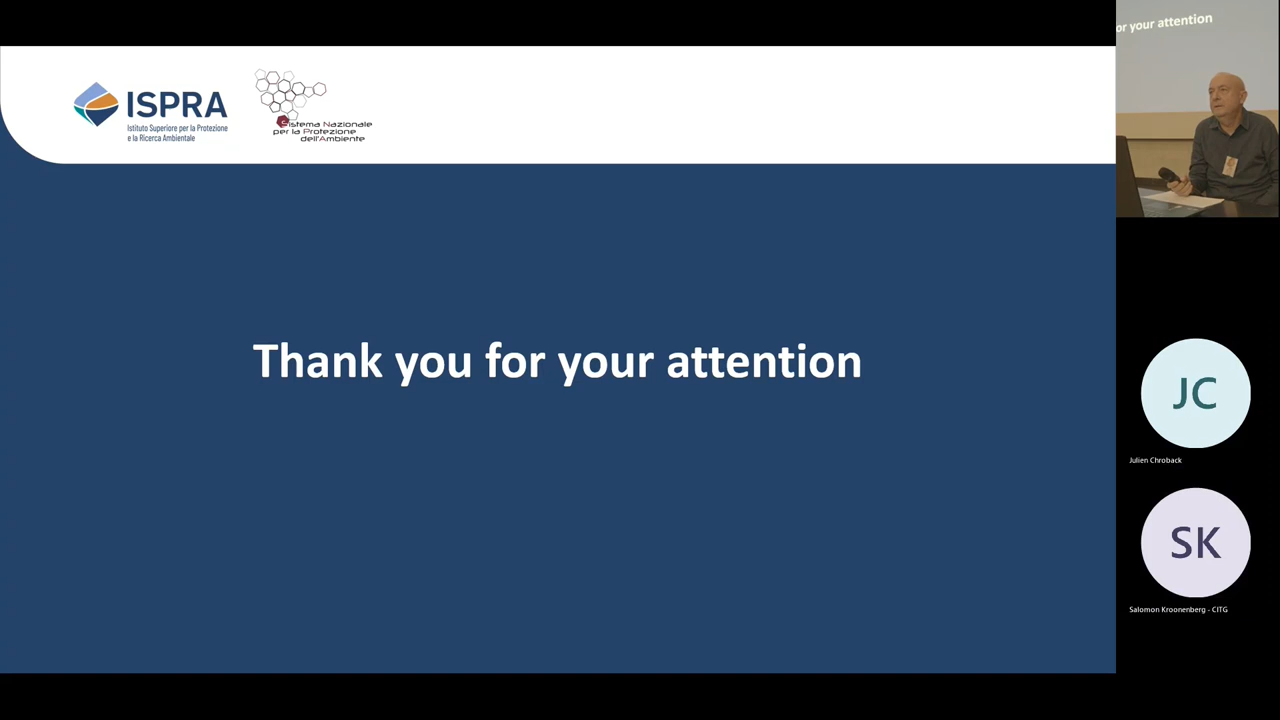 ISPRA
Istituto Superiore per la Protezione
e la Ricerca Ambientale
Sistema Nazionale
per la Protezione
dell'Ambiente
Thank you for your attention
or your attention
JC
Julien Chroback
SK
Salomon Kroonenberg - CITG